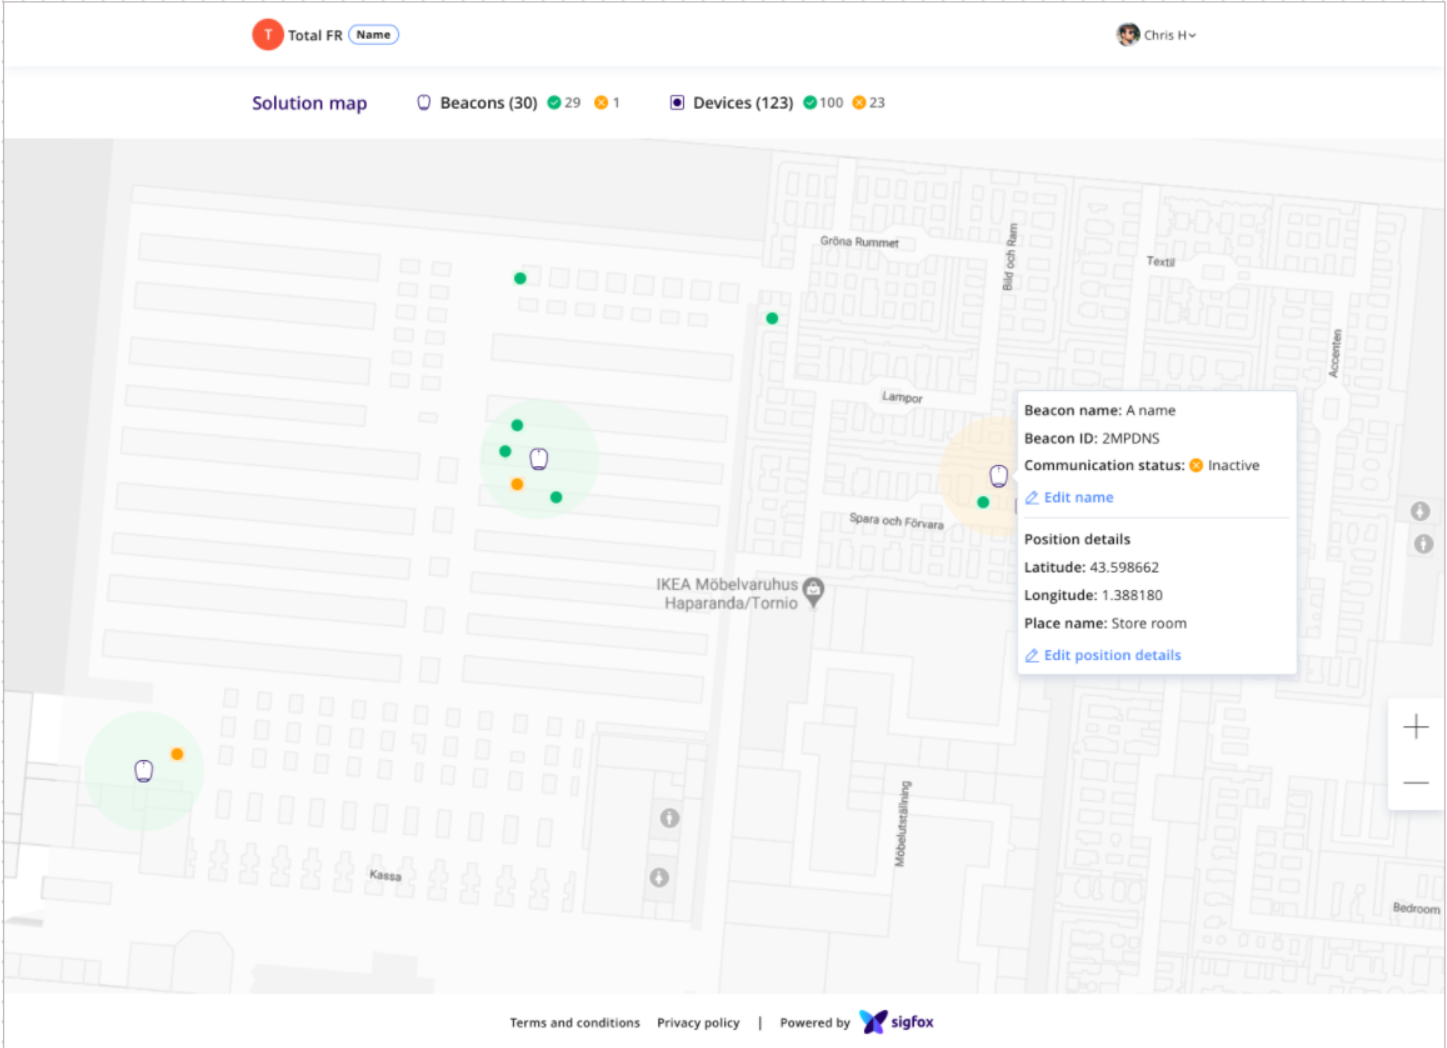 T Total FR Name
Chris H
Solution map
Beacons (30) 29 1
Devices (123) 100 23
Gröna Rummet
Bild och Ram
Textil
Accenten
Lampor
Spara och Förvara
IKEA Möbelvaruhus
Haparanda/Tornio
Beacon name: A name
Beacon ID: 2MPDNS
Communication status: Inactive
Edit name
Position details
Latitude: 43.598662
Longitude: 1.388180
Place name: Store room
Edit position details
Möbelutställning
Kassa
Bedroom
Terms and conditions Privacy policy | Powered by sigfox